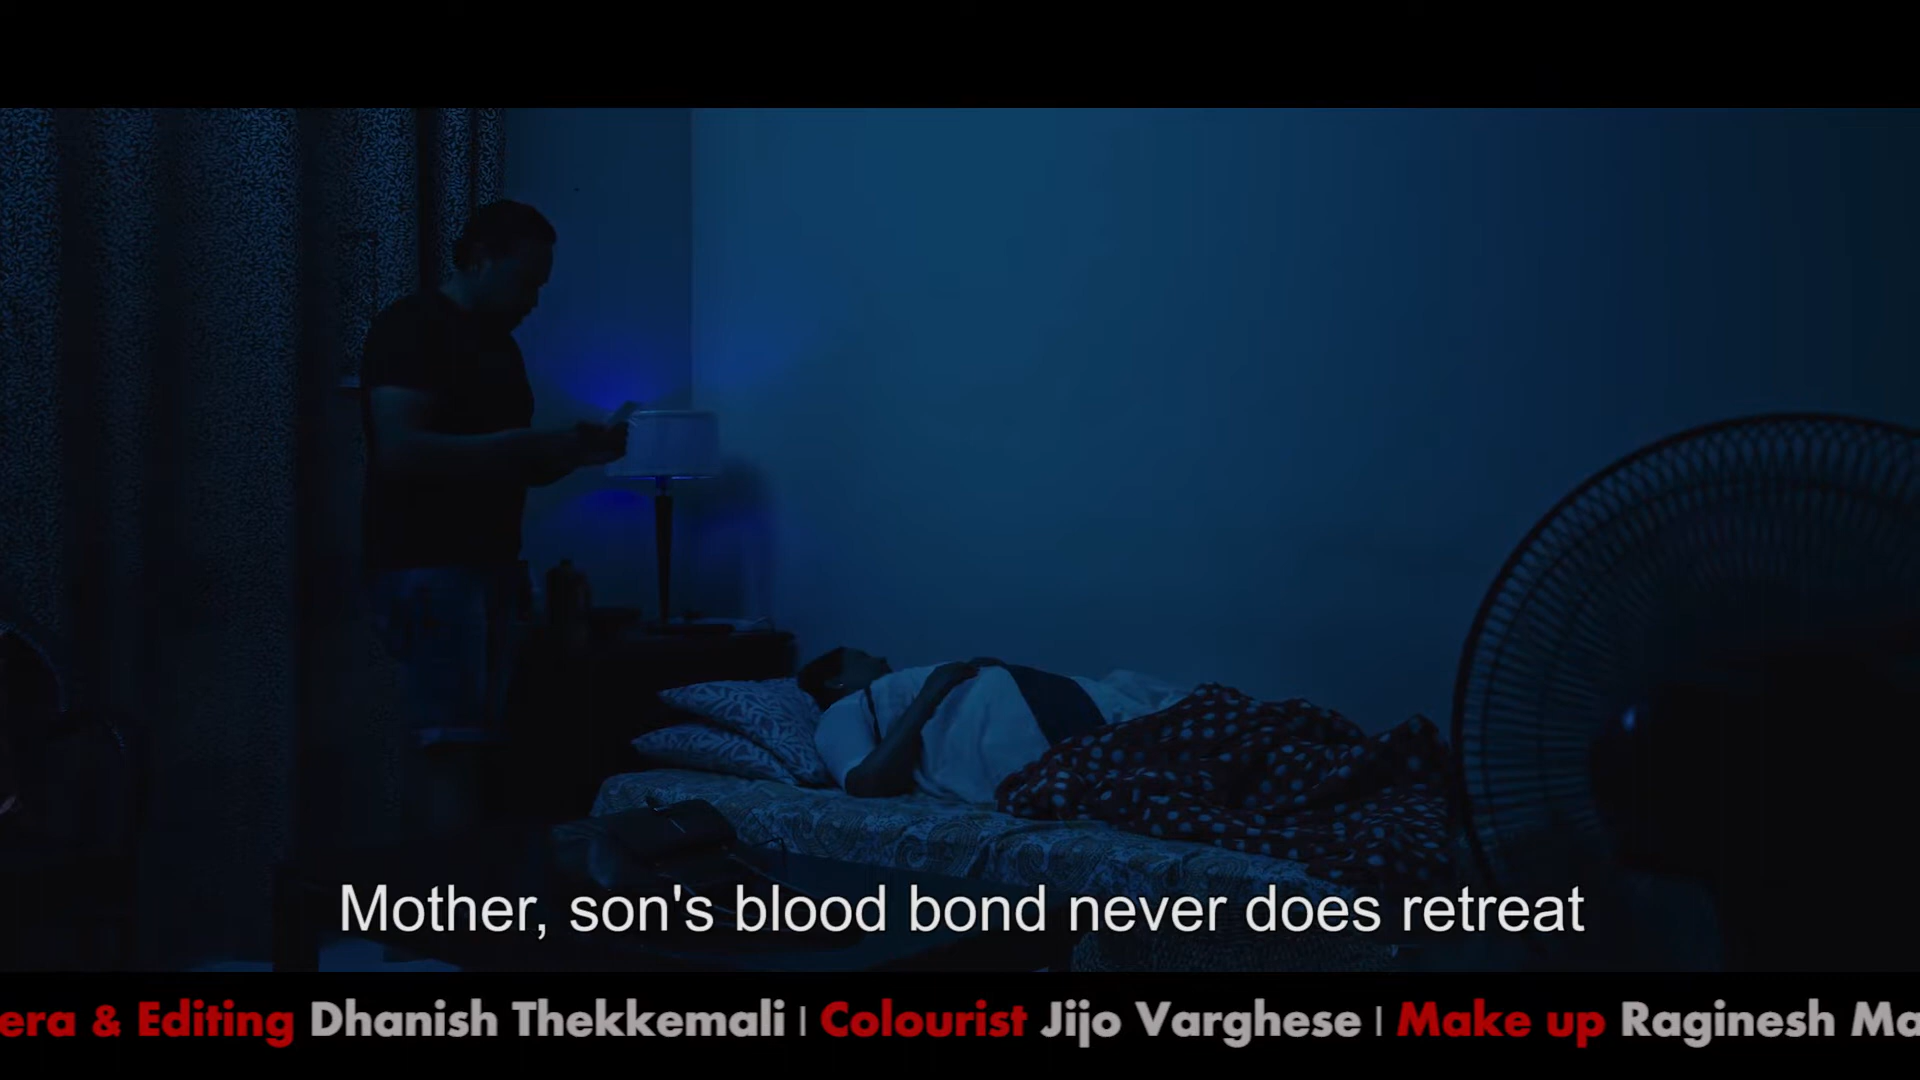 Mother, son's blood bond never does retreat
era & Editing Dhanish Thekkemali | Colourist Jijo Varghese | Make up Raginesh Ma